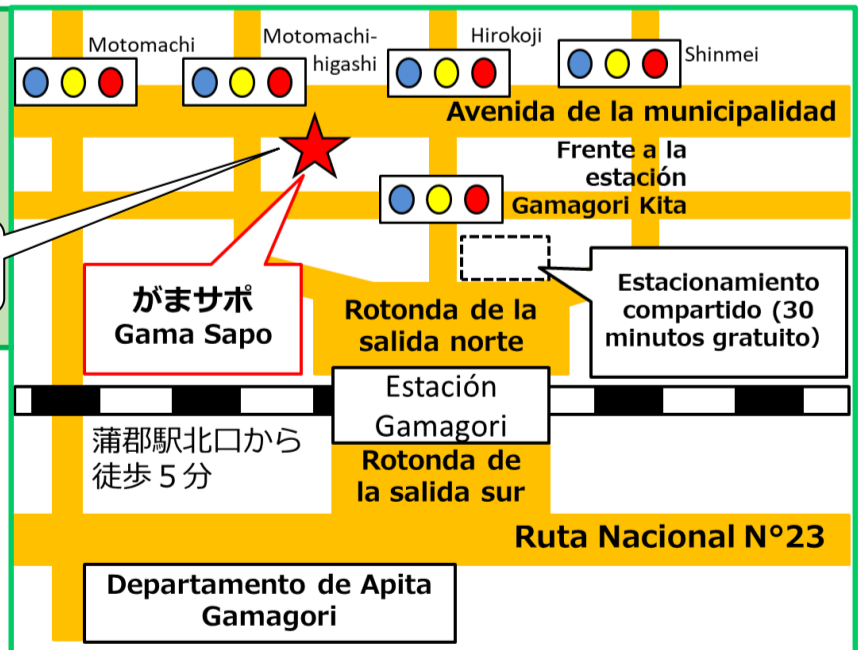 Motomachi
Motomachi-
higashi
Hirokoji
Shinmei
Avenida de la municipalidad
Frente a la
estación
Gamagori Kita
がまサポ
Gama Sapo
Rotonda de la
salida norte
Estacionamiento
compartido (30
minutos gratuito)
Estación
Gamagori
蒲郡駅北口から
徒歩５分
Rotonda de
la salida sur
Ruta Nacional N°23
Departamento de Apita
Gamagori